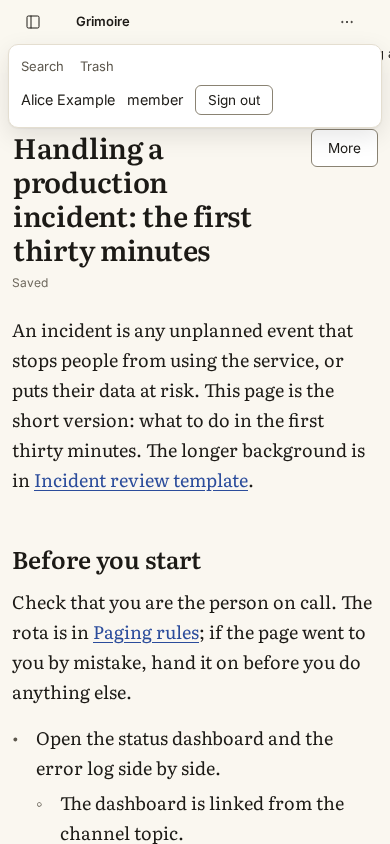 Grimoire
Search Trash
Alice Example member Sign out
Handling a
production
incident: the first
thirty minutes
More
Saved
An incident is any unplanned event that
stops people from using the service, or
puts their data at risk. This page is the
short version: what to do in the first
thirty minutes. The longer background is
in Incident review template.
Before you start
Check that you are the person on call. The
rota is in Paging rules; if the page went to
you by mistake, hand it on before you do
anything else.
• Open the status dashboard and the
error log side by side.
◦ The dashboard is linked from the
channel topic.